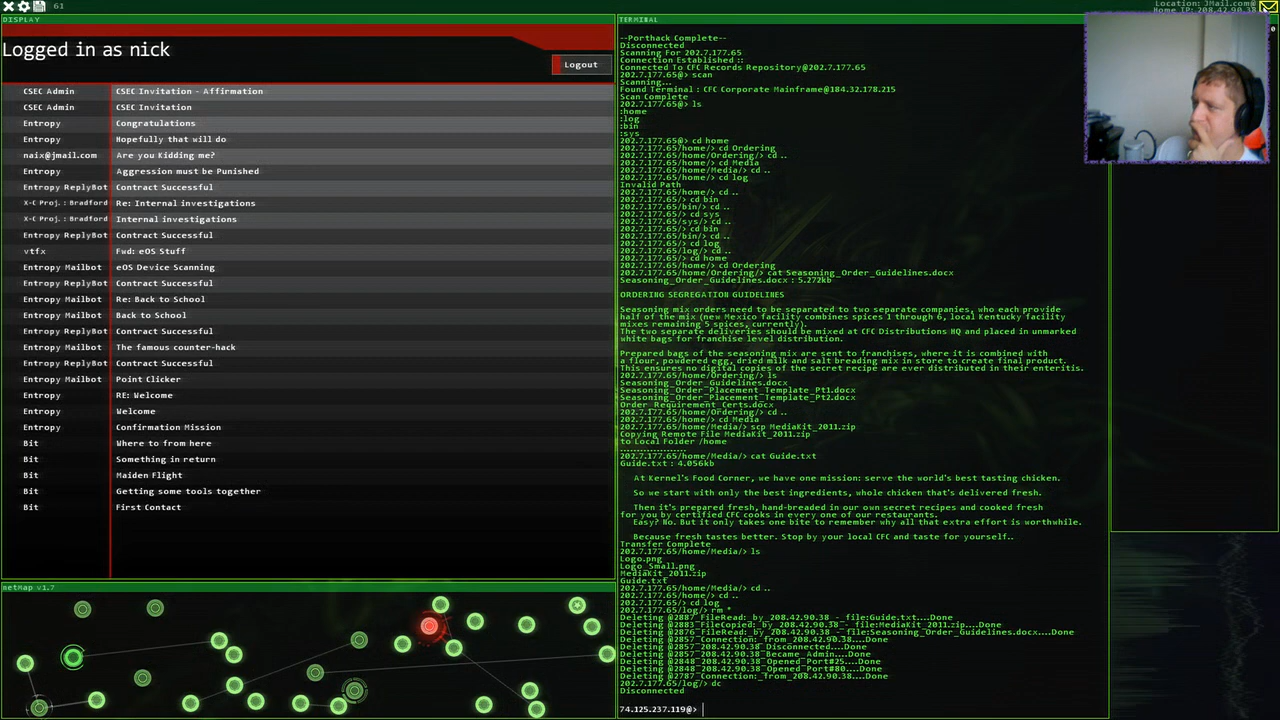 61
Location: JMail.com@
Home IP: 208.42.90.38
DISPLAY
Logged in as nick
Logout
CSEC Admin CSEC Invitation - Affirmation
CSEC Admin CSEC Invitation
Entropy Congratulations
Entropy Hopefully that will do
naix@jmail.com Are you Kidding me?
Entropy Aggression must be Punished
Entropy ReplyBot Contract Successful
X-C Proj. : Bradford Re: Internal investigations
X-C Proj. : Bradford Internal investigations
Entropy ReplyBot Contract Successful
vtfx Fwd: eOS Stuff
Entropy Mailbot eOS Device Scanning
Entropy ReplyBot Contract Successful
Entropy Mailbot Re: Back to School
Entropy Mailbot Back to School
Entropy ReplyBot Contract Successful
Entropy Mailbot The famous counter-hack
Entropy ReplyBot Contract Successful
Entropy Mailbot Point Clicker
Entropy RE: Welcome
Entropy Welcome
Entropy Confirmation Mission
Bit Where to from here
Bit Something in return
Bit Maiden Flight
Bit Getting some tools together
Bit First Contact
netMap v1.7
TERMINAL
--Porthack Complete--
Disconnected
Scanning For 202.7.177.65
Connection Established ::
Connected To CFC Records Repository@202.7.177.65
202.7.177.65@> scan
Scanning...
Found Terminal : CFC Corporate Mainframe@184.32.178.215
Scan Complete
202.7.177.65@> ls
:home
:log
:bin
:sys
202.7.177.65@> cd home
202.7.177.65/home/> cd Ordering
202.7.177.65/home/Ordering/> cd ..
202.7.177.65/home/> cd Media
202.7.177.65/home/Media/> cd ..
202.7.177.65/home/> cd log
Invalid Path
202.7.177.65/home/> cd ..
202.7.177.65@> cd bin
202.7.177.65/bin/> cd ..
202.7.177.65@> cd sys
202.7.177.65/sys/> cd ..
202.7.177.65@> cd bin
202.7.177.65/bin/> cd ..
202.7.177.65@> cd log
202.7.177.65/log/> cd ..
202.7.177.65@> cd home
202.7.177.65/home/> cd Ordering
202.7.177.65/home/Ordering/> cat Seasoning_Order_Guidelines.docx
Seasoning_Order_Guidelines.docx : 5.272kb
ORDERING SEGREGATION GUIDELINES
Seasoning mix orders need to be separated to two separate companies, who each provide
half of the mix (new Mexico facility combines spices 1 through 6, local Kentucky facility
mixes remaining 5 spices, currently).
The two separate deliveries should be mixed at CFC Distributions HQ and placed in unmarked
white bags for franchise level distribution.
Prepared bags of the seasoning mix are sent to franchises, where it is combined with
a flour, powdered egg, dried milk and salt breading mix in store to create final product.
This ensures no digital copies of the secret recipe are ever distributed in their enteritis.
202.7.177.65/home/Ordering/> ls
Seasoning_Order_Guidelines.docx
Seasoning_Order_Placement_Template_Pt1.docx
Seasoning_Order_Placement_Template_Pt2.docx
Order_Requirement_Certs.docx
202.7.177.65/home/Ordering/> cd ..
202.7.177.65/home/> cd Media
202.7.177.65/home/Media/> scp MediaKit_2011.zip
Copying Remote File MediaKit_2011.zip
to Local Folder /home
...................
202.7.177.65/home/Media/> cat Guide.txt
Guide.txt : 4.056kb
At Kernel's Food Corner, we have one mission: serve the world's best tasting chicken.
So we start with only the best ingredients, whole chicken that's delivered fresh.
Then it's prepared fresh, hand-breaded in our own secret recipes and cooked fresh
for you by certified CFC cooks in every one of our restaurants.
Easy? No. But it only takes one bite to remember why all that extra effort is worthwhile.
Because fresh tastes better. Stop by your local CFC and taste for yourself..
Transfer Complete
202.7.177.65/home/Media/> ls
Logo.png
Logo_Small.png
MediaKit_2011.zip
Guide.txt
202.7.177.65/home/Media/> cd ..
202.7.177.65/home/> cd ..
202.7.177.65@> cd log
202.7.177.65/log/> rm *
Deleting @2887_FileRead:_by_208.42.90.38_-_file:Guide.txt....Done
Deleting @2883_FileCopied:_by_208.42.90.38_-_file:MediaKit_2011.zip....Done
Deleting @2876_FileRead:_by_208.42.90.38_-_file:Seasoning_Order_Guidelines.docx....Done
Deleting @2857_Connection:_from_208.42.90.38....Done
Deleting @2857_208.42.90.38_Disconnected....Done
Deleting @2857_208.42.90.38_Became_Admin....Done
Deleting @2848_208.42.90.38_Opened_Port#25....Done
Deleting @2848_208.42.90.38_Opened_Port#80....Done
Deleting @2787_Connection:_from_208.42.90.38....Done
202.7.177.65/log/> dc
Disconnected
74.125.237.119@>